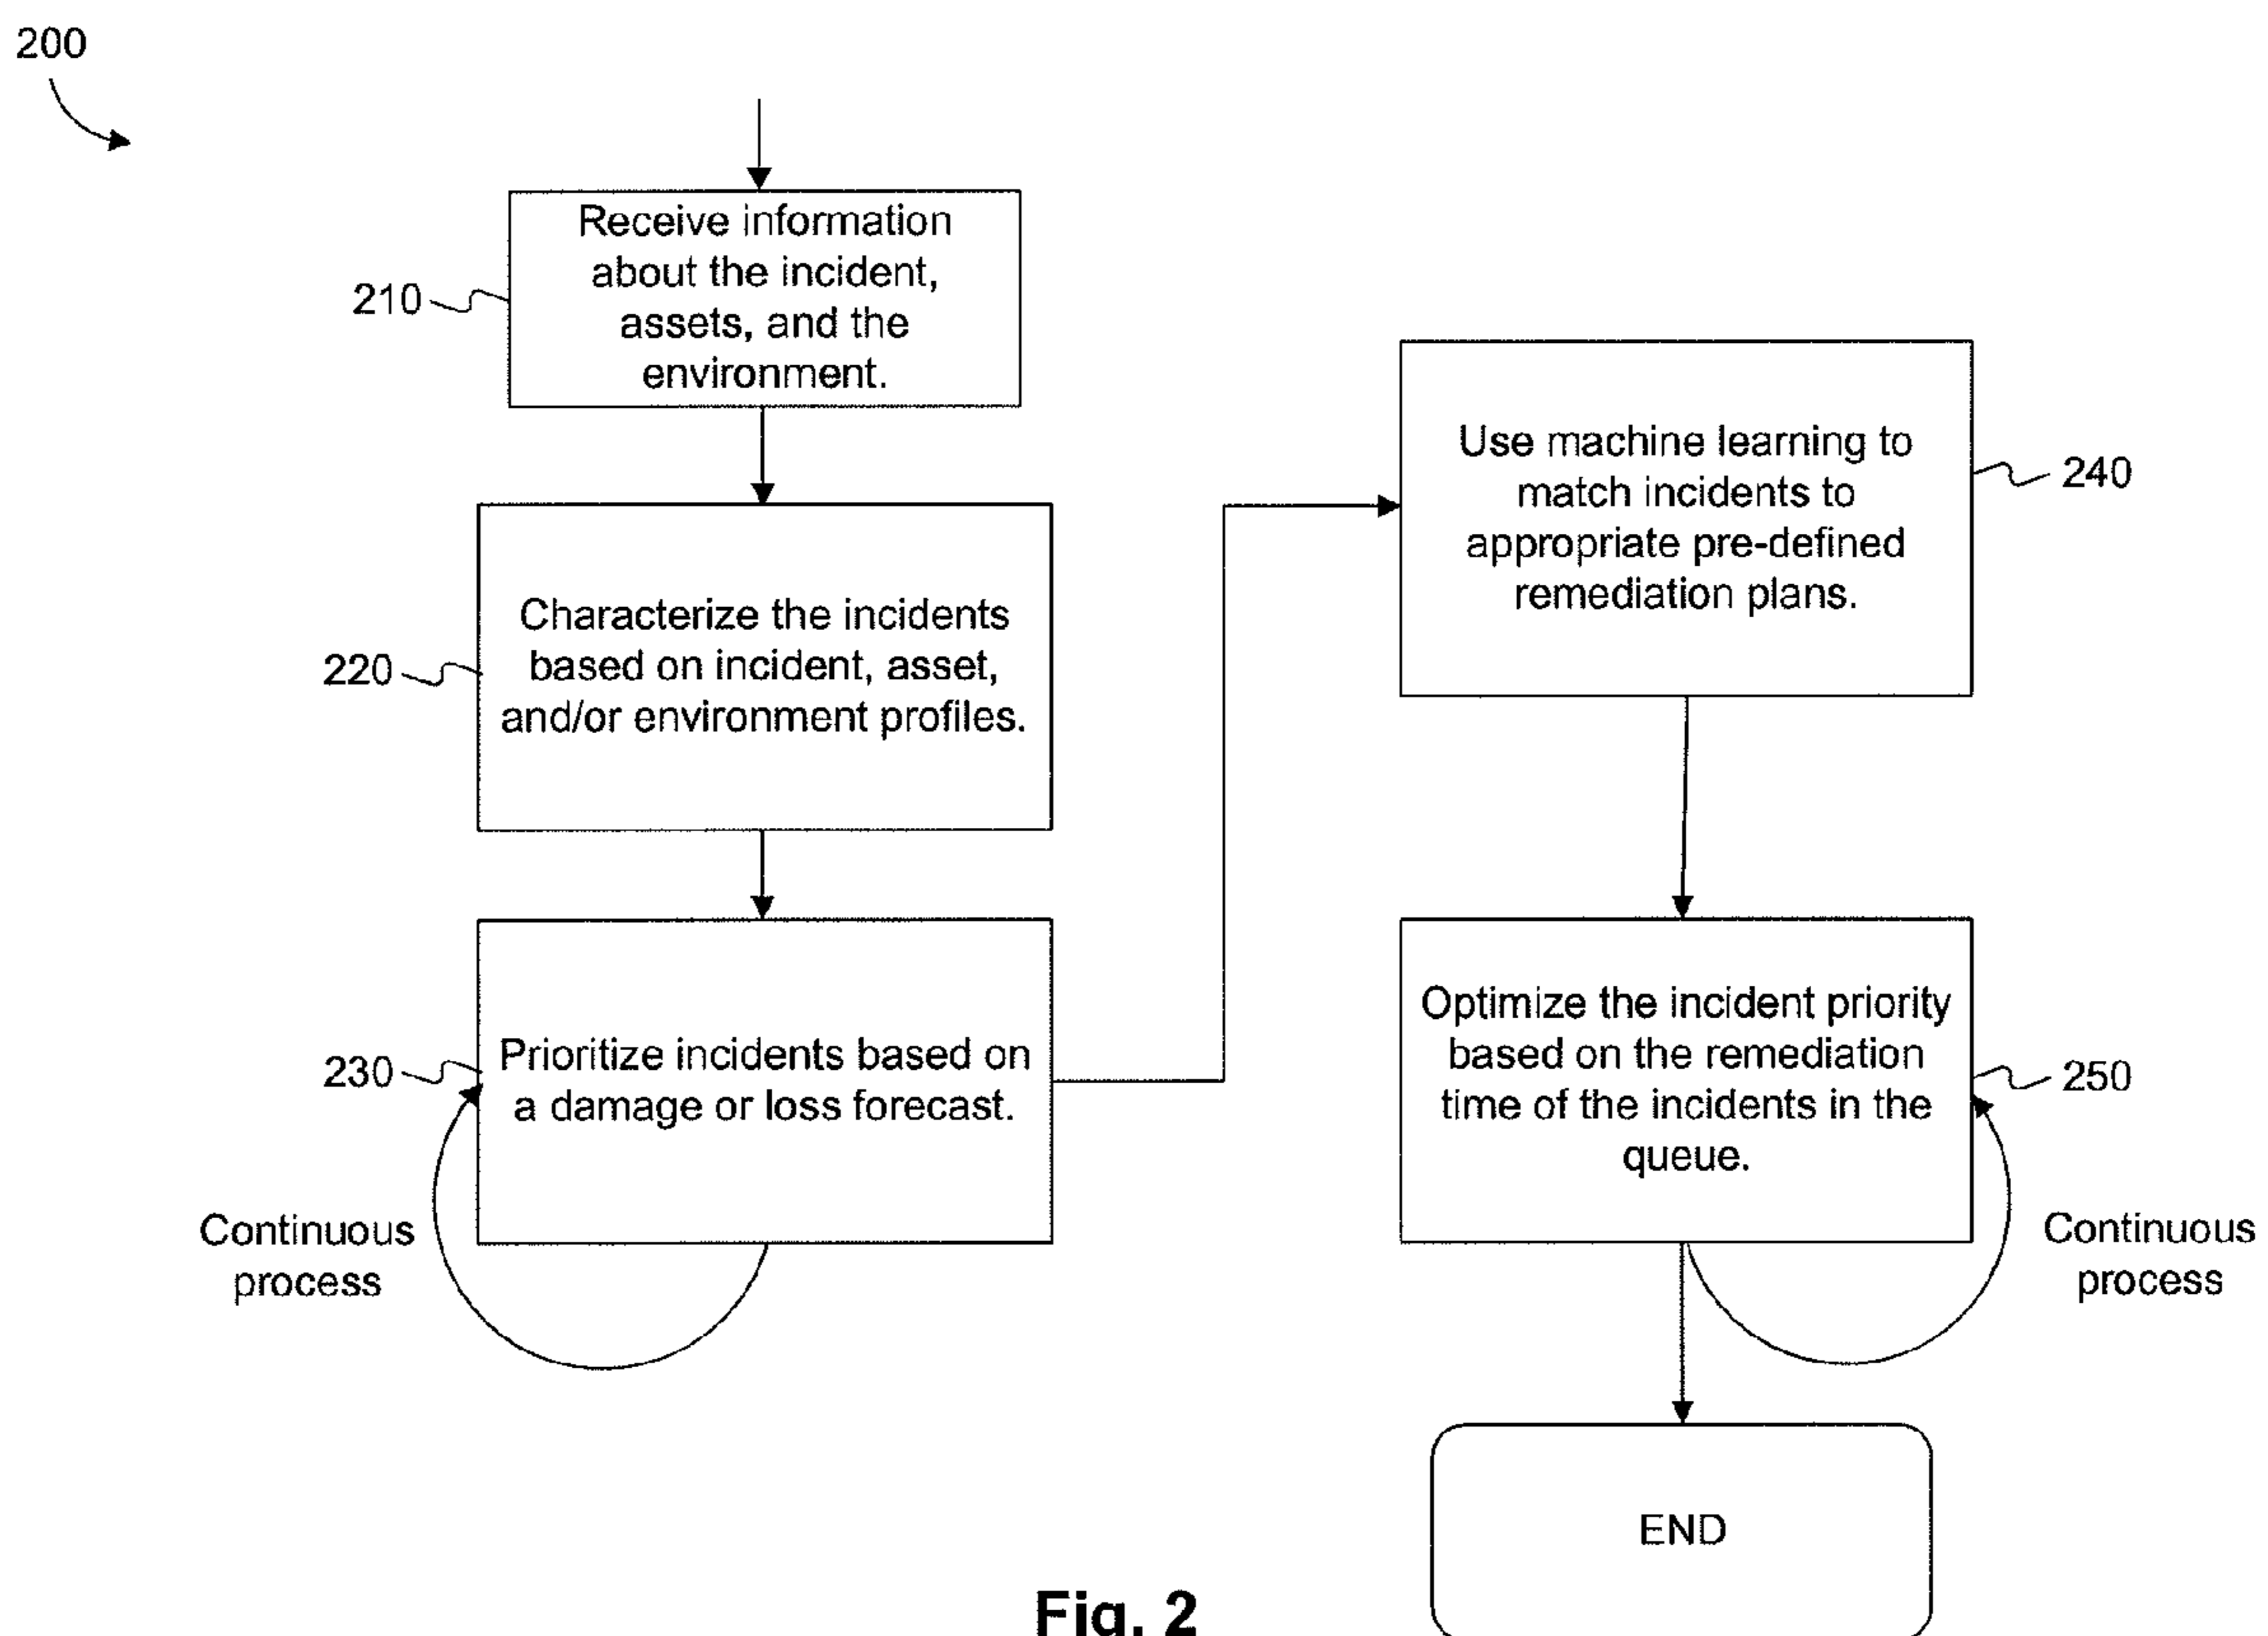 200
210
Receive information
about the incident,
assets, and the
environment.
220
Characterize the incidents
based on incident, asset,
and/or environment profiles.
230
Prioritize incidents based on
a damage or loss forecast.
Continuous
process
Use machine learning to
match incidents to
appropriate pre-defined
remediation plans.
240
Optimize the incident priority
based on the remediation
time of the incidents in the
queue.
250
Continuous
process
END
Fig. 2